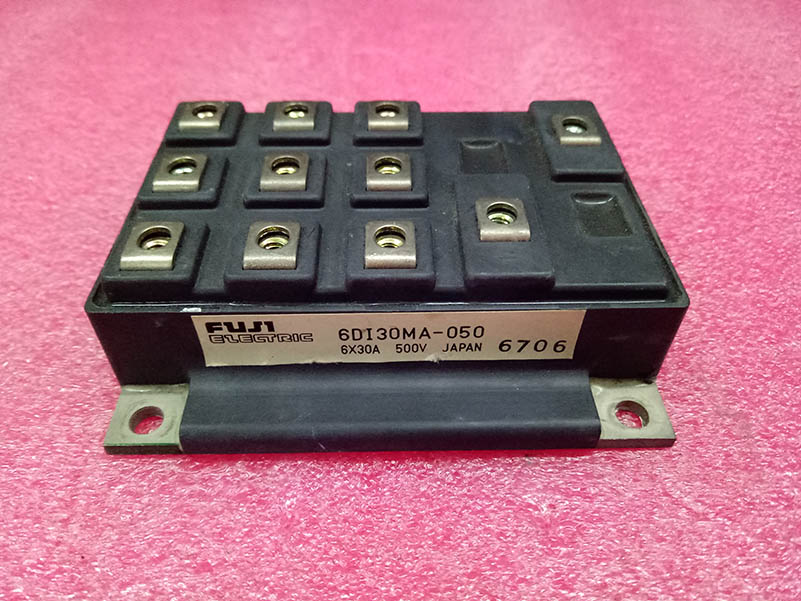 FUJI ELECTRIC
6DI30MA-050
6X30A 500V JAPAN 6706